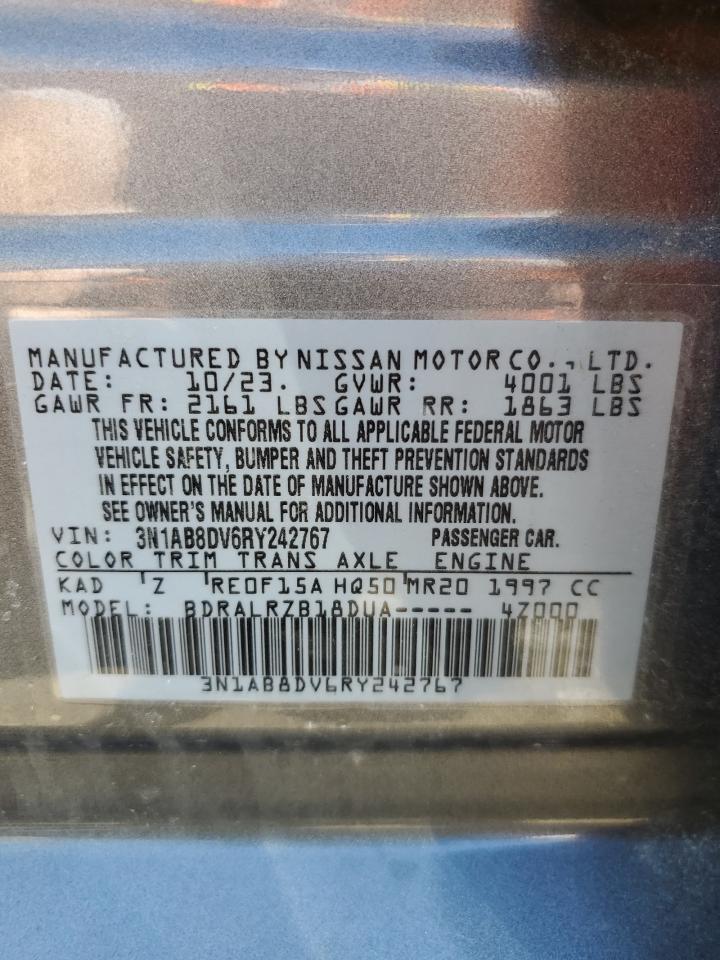 MANUFACTURED BY NISSAN MOTOR CO., LTD.
DATE: 10/23. GVWR: 4001 LBS
GAWR FR: 2161 LBS GAWR RR: 1863 LBS
THIS VEHICLE CONFORMS TO ALL APPLICABLE FEDERAL MOTOR
VEHICLE SAFETY, BUMPER AND THEFT PREVENTION STANDARDS
IN EFFECT ON THE DATE OF MANUFACTURE SHOWN ABOVE.
SEE OWNER'S MANUAL FOR ADDITIONAL INFORMATION.
VIN: 3N1AB8DV6RY242767 PASSENGER CAR.
COLOR TRIM TRANS AXLE ENGINE
KAD Z RE0F15A HQ50 MR20 1997 CC
MODEL: BDRALRZB18DUA----- 4Z000
3N1AB8DV6RY242767